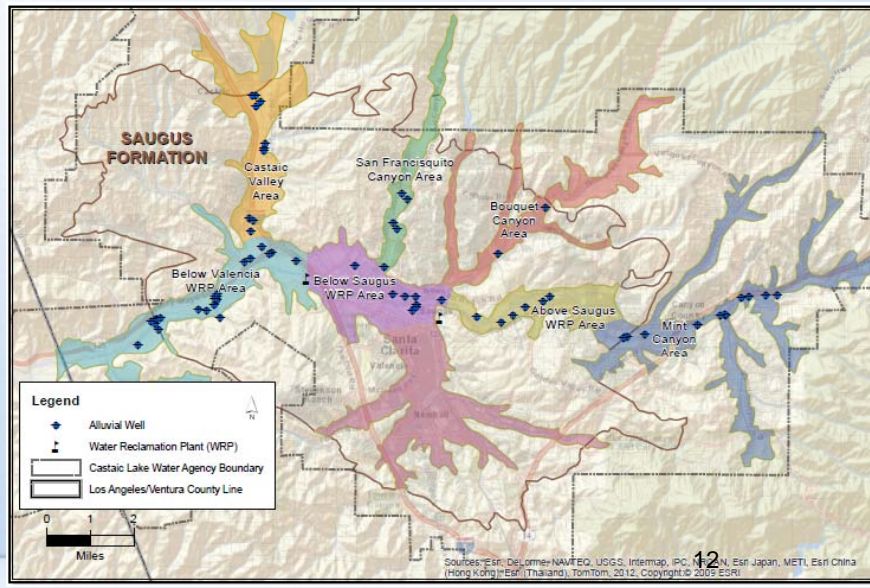 SAUGUS
FORMATION
Castaic
Valley
Area
San Francisquito
Canyon Area
Bouquet
Canyon
Area
Below Valencia
WRP Area
Below Saugus
WRP Area
Above Saugus
WRP Area
Mint
Canyon
Area
Santa
Clarita
Legend
N
Alluvial Well
Water Reclamation Plant (WRP)
Castaic Lake Water Agency Boundary
Los Angeles/Ventura County Line
0 1 2
Miles
12
Sources: Esri, DeLorme, NAVTEQ, USGS, Intermap, IPC, NRCAN, Esri Japan, METI, Esri China
(Hong Kong), Esri (Thailand), TomTom, 2012, Copyright:© 2009 ESRI